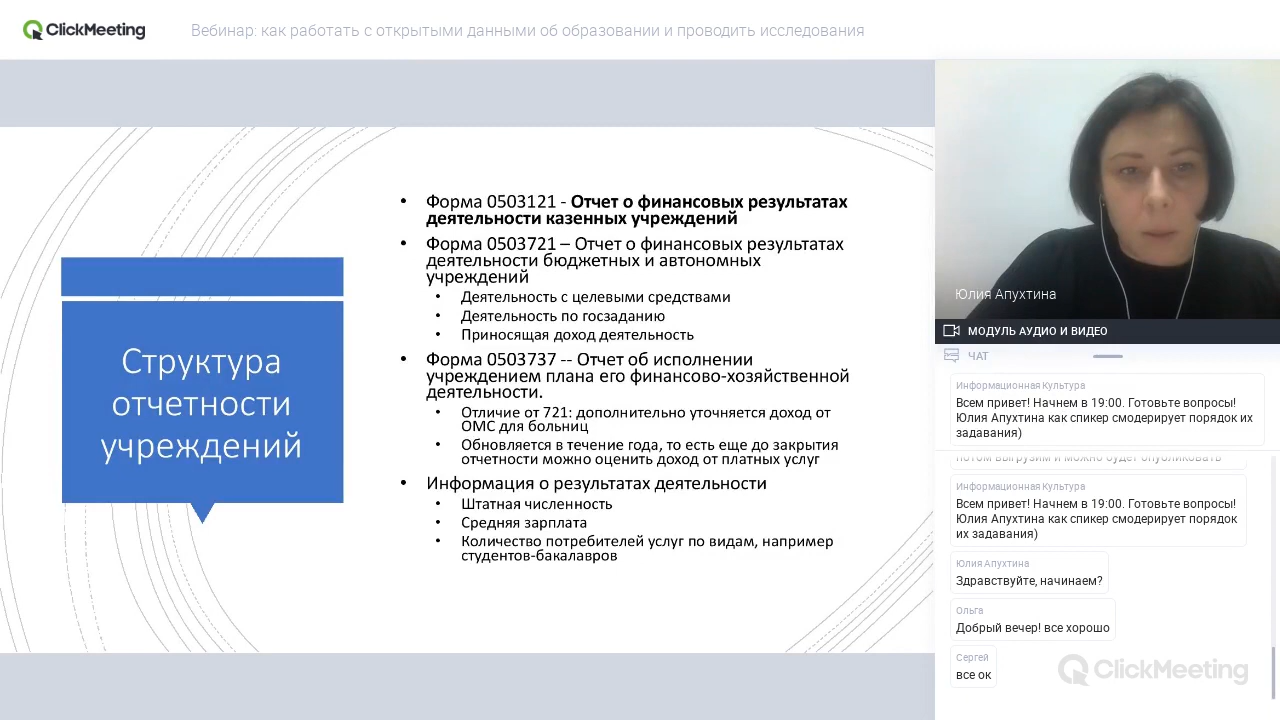 ClickMeeting
Вебинар: как работать с открытыми данными об образовании и проводить исследования
Структура
отчетности
учреждений
• Форма 0503121 - Отчет о финансовых результатах
деятельности казенных учреждений
• Форма 0503721 – Отчет о финансовых результатах
деятельности бюджетных и автономных
учреждений
• Деятельность с целевыми средствами
• Деятельность по госзаданию
• Приносящая доход деятельность
• Форма 0503737 -- Отчет об исполнении
учреждением плана его финансово-хозяйственной
деятельности.
• Отличие от 721: дополнительно уточняется доход от
ОМС для больниц
• Обновляется в течение года, то есть еще до закрытия
отчетности можно оценить доход от платных услуг
• Информация о результатах деятельности
• Штатная численность
• Средняя зарплата
• Количество потребителей услуг по видам, например
студентов-бакалавров
Юлия Апухтина
МОДУЛЬ АУДИО И ВИДЕО
ЧАТ
Информационная Культура
Всем привет! Начнем в 19:00. Готовьте вопросы!
Юлия Апухтина как спикер смодерирует порядок их
задавания)
потом выгрузим и можно будет опубликовать
Информационная Культура
Всем привет! Начнем в 19:00. Готовьте вопросы!
Юлия Апухтина как спикер смодерирует порядок
их задавания)
Юлия Апухтина
Здравствуйте, начинаем?
Ольга
Добрый вечер! все хорошо
Сергей
все ок
ClickMeeting